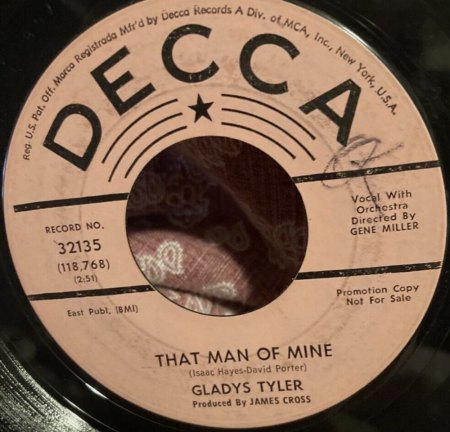 Reg. U.S. Pat. Off. Marca Registrada Mfr'd by Decca Records A Div. of MCA, Inc., New York, U.S.A.
DECCA
RECORD NO.
32135
(118,768)
(2:51)
East Publ. (BMI)
Vocal With
Orchestra
Directed By
GENE MILLER
Promotion Copy
Not For Sale
THAT MAN OF MINE
(Isaac Hayes-David Porter)
GLADYS TYLER
Produced By JAMES CROSS